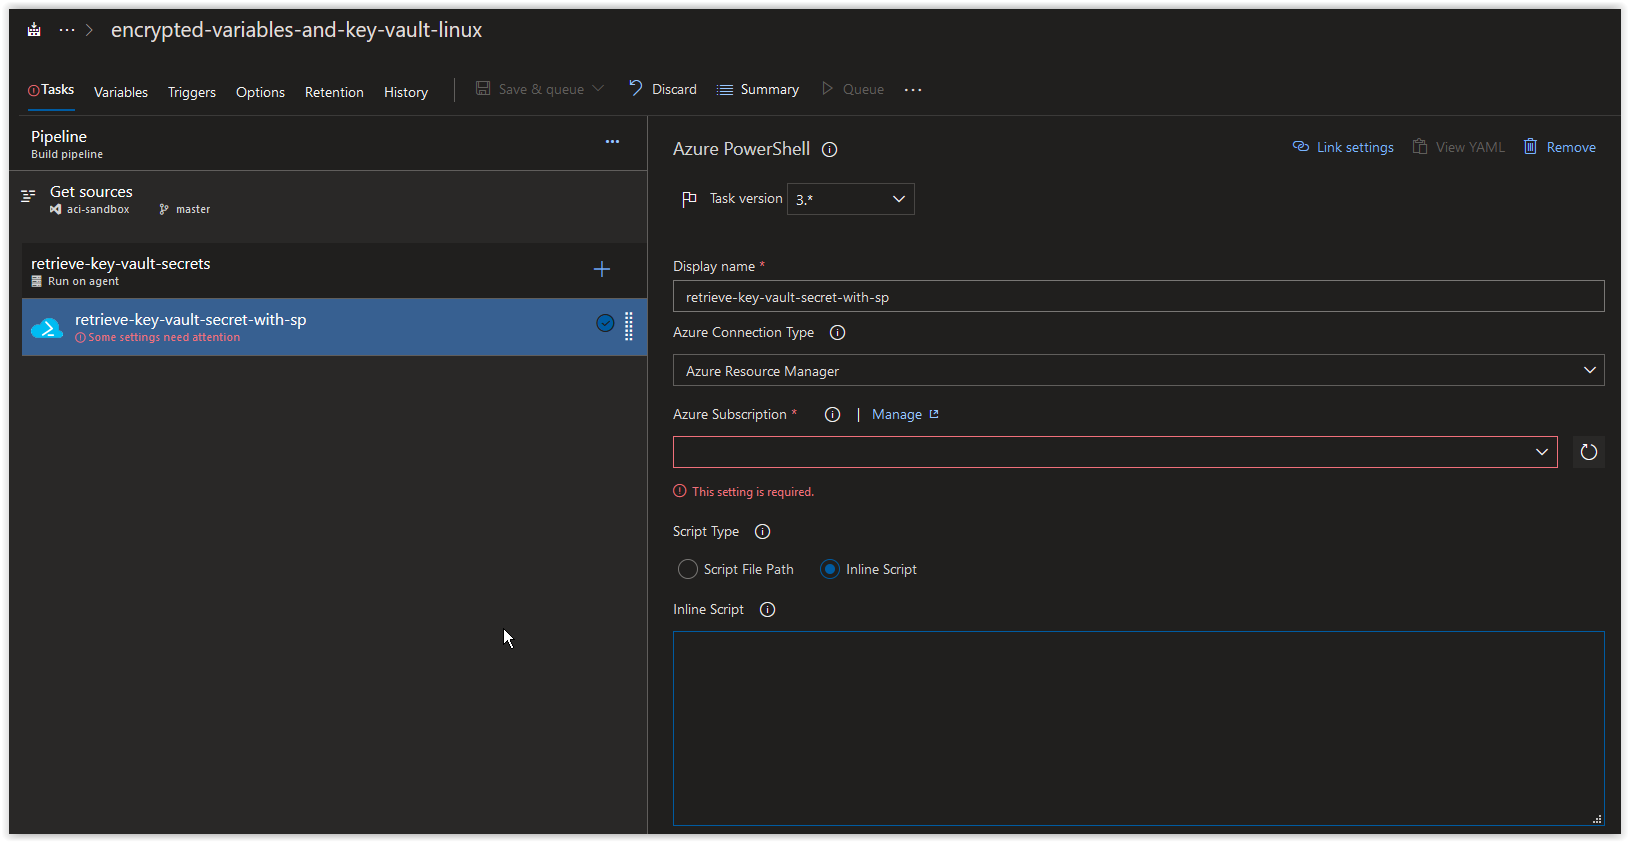 ··· > encrypted-variables-and-key-vault-linux
Tasks Variables Triggers Options Retention History Save & queue Discard Summary Queue ···
Pipeline
Build pipeline
Get sources
aci-sandbox master
retrieve-key-vault-secrets
Run on agent
retrieve-key-vault-secret-with-sp
Some settings need attention
Azure PowerShell
Link settings View YAML Remove
Task version 3.*
Display name *
retrieve-key-vault-secret-with-sp
Azure Connection Type
Azure Resource Manager
Azure Subscription * | Manage
This setting is required.
Script Type
Script File Path Inline Script
Inline Script